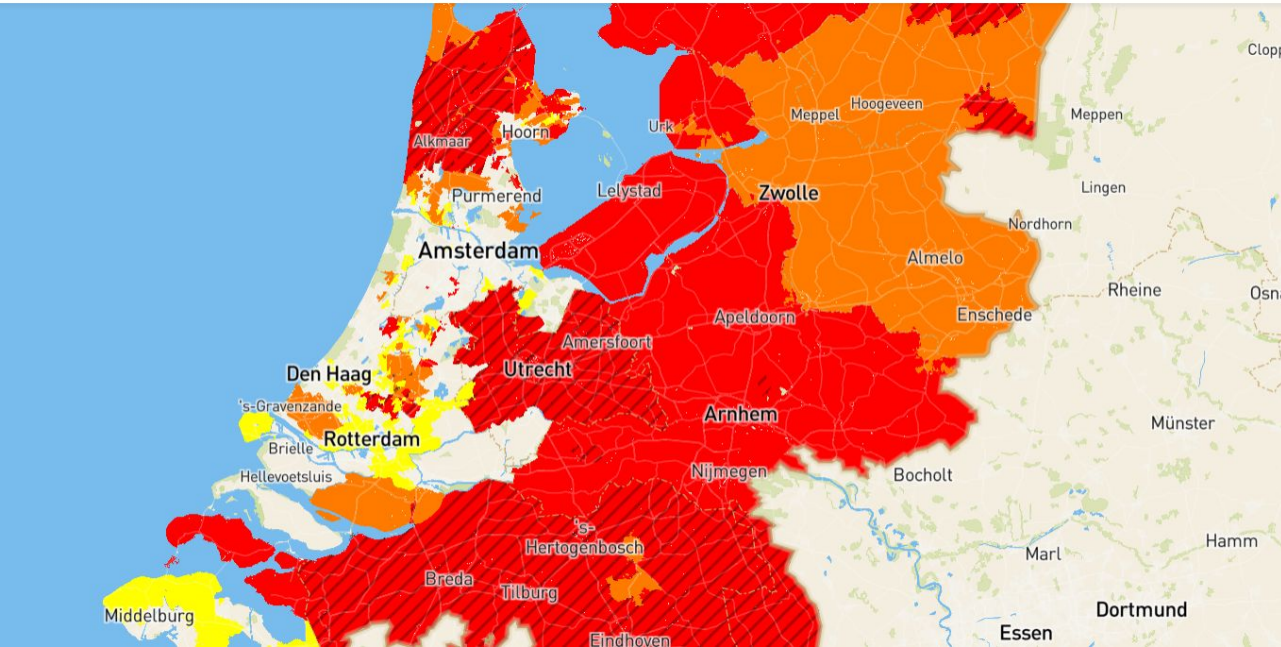 Clopp
Meppel
Hoogeveen
Meppen
Urk
Hoorn
Alkmaar
Lingen
Lelystad
Zwolle
Purmerend
Nordhorn
Amsterdam
Almelo
Rheine
Osna
Apeldoorn
Enschede
Amersfoort
Utrecht
Den Haag
's-Gravenzande
Arnhem
Münster
Rotterdam
Brielle
Nijmegen
Bocholt
Hellevoetsluis
's-
Hertogenbosch
Marl
Hamm
Breda
Tilburg
Middelburg
Dortmund
Essen
Eindhoven